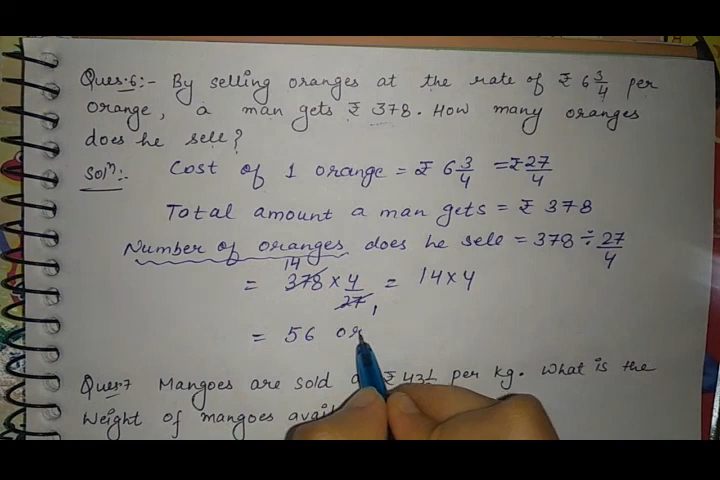 Ques:6:- By selling oranges at the rate of ₹ 6 3/4 per
orange, a man gets ₹ 378. How many oranges
does he sell?
Solⁿ:- Cost of 1 orange = ₹ 6 3/4 = ₹ 27/4
Total amount a man gets = ₹ 378
Number of oranges does he sell = 378 ÷ 27/4
= 378 14 × 4/27 1 = 14 × 4
= 56 or
Ques:7 Mangoes are sold ₹ 43 per kg. What is the
Weight of mangoes